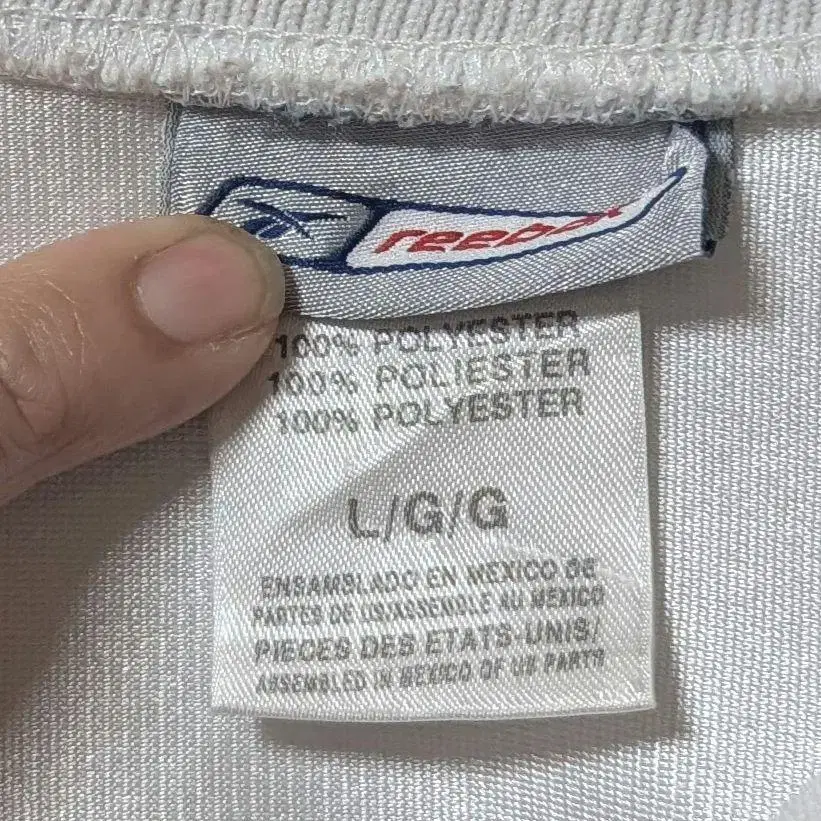 reebok
100% POLYESTER
100% POLIESTER
100% POLYESTER
L/G/G
ENSAMBLADO EN MEXICO DE
PARTES DE US/ASSEMBLE AU MEXICO
PIECES DES ETATS-UNIS/
ASSEMBLED IN MEXICO OF US PARTS